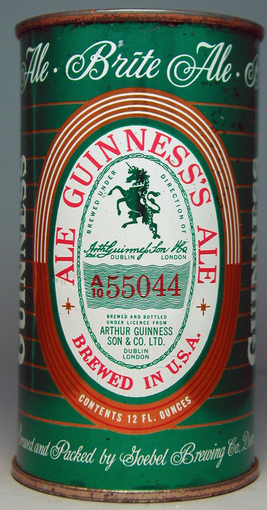 Ale · Brite Ale ·
GUINNESS'S
ALE ALE
BREWED UNDER DIRECTION OF
Arthur Guinness Son & Co
DUBLIN LONDON
A/10 55044
BREWED AND BOTTLED
UNDER LICENCE FROM
ARTHUR GUINNESS
SON & CO. LTD.
DUBLIN
LONDON
BREWED IN U.S.A.
CONTENTS 12 FL. OUNCES
and Packed by Goebel Brewing Co.